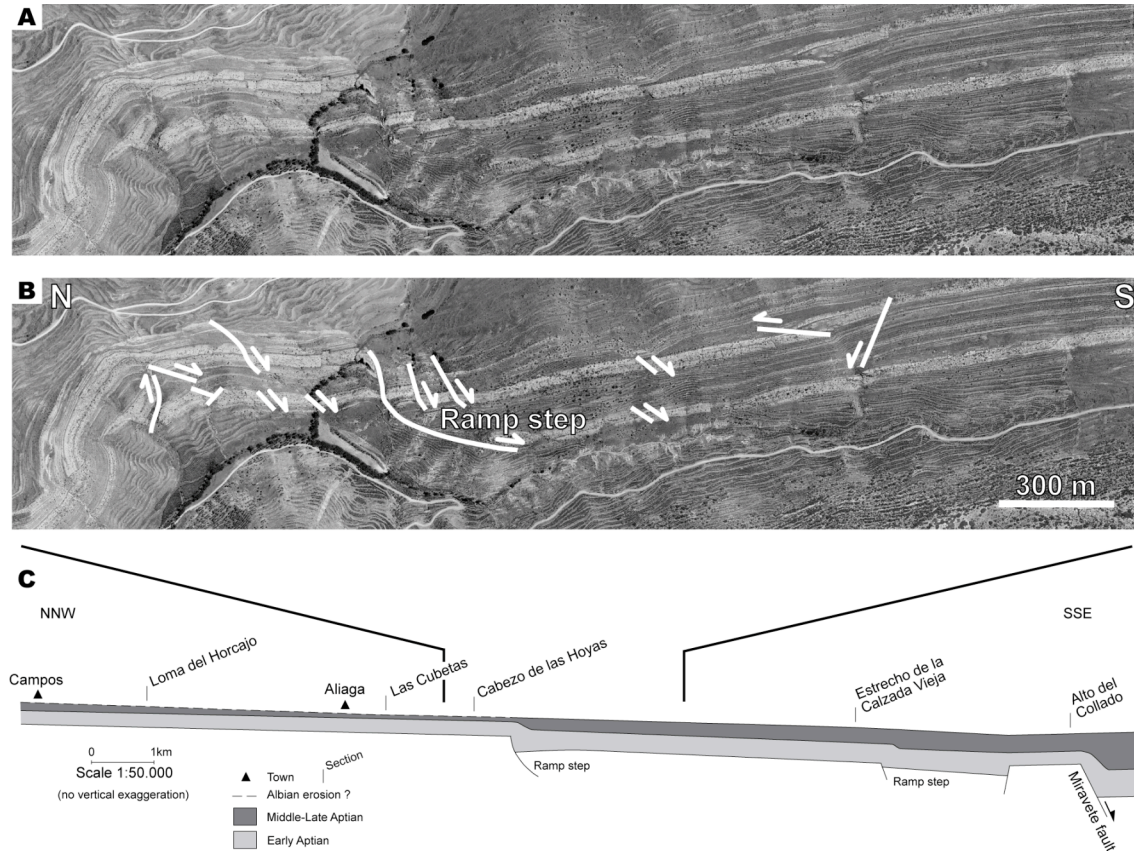 A
B
N
S
Ramp step
300 m
C
NNW
SSE
Loma del Horcajo
Las Cubetas
Cabezo de las Hoyas
Estrecho de la
Calzada Vieja
Alto del
Collado
Campos
Aliaga
0
1km
Scale 1:50.000
(no vertical exaggeration)
Town
Section
Albian erosion ?
Middle-Late Aptian
Early Aptian
Ramp step
Ramp step
Miravete fault